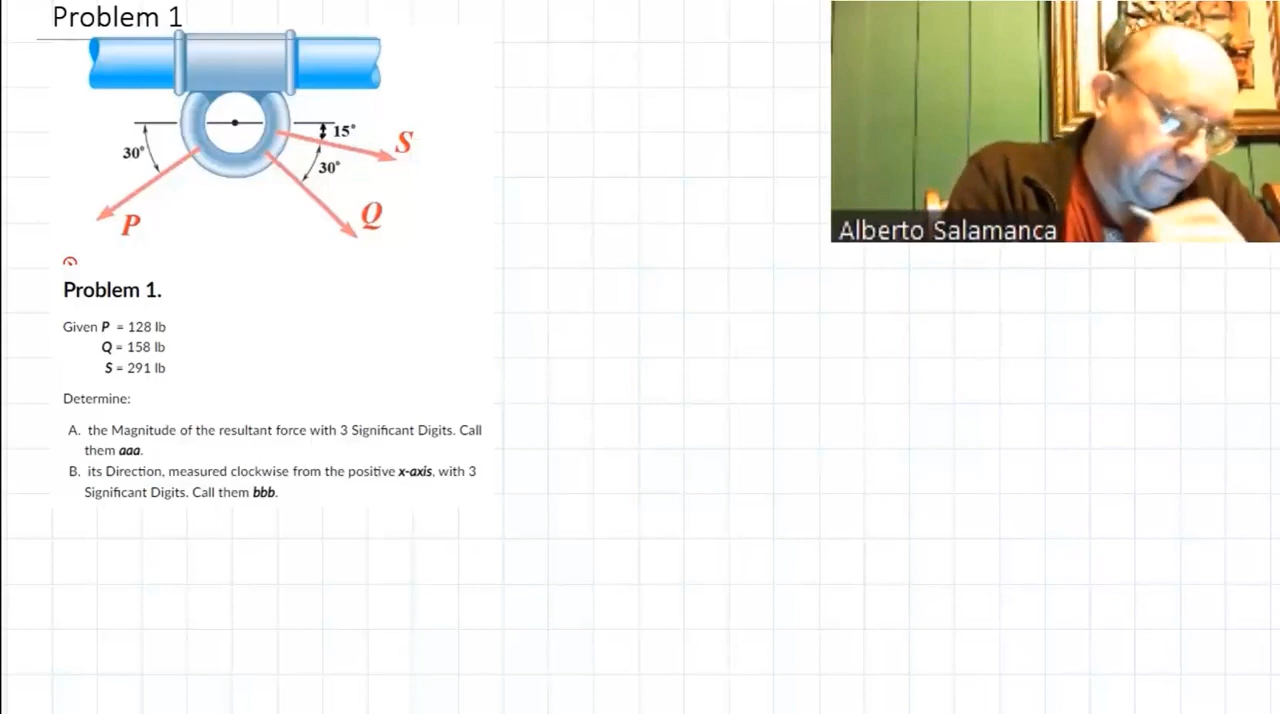 Problem 1
15°
S
30°
30°
P
Q
Problem 1.
Given P = 128 lb
Q = 158 lb
S = 291 lb
Determine:
A. the Magnitude of the resultant force with 3 Significant Digits. Call
them aaa.
B. its Direction, measured clockwise from the positive x-axis, with 3
Significant Digits. Call them bbb.
Alberto Salamanca